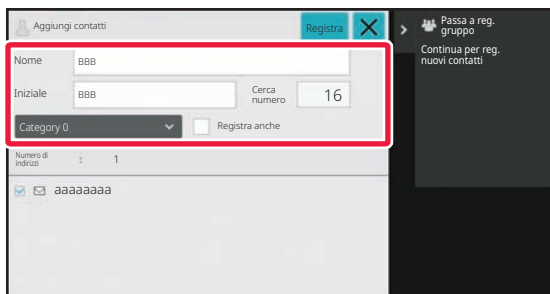 Aggiungi contatti
Registra
Nome
BBB
Iniziale
BBB
Cerca
numero
16
Category 0
Registra anche
Numero di
indirizzi
:
1
aaaaaaaa
Passa a reg.
gruppo
Continua per reg.
nuovi contatti